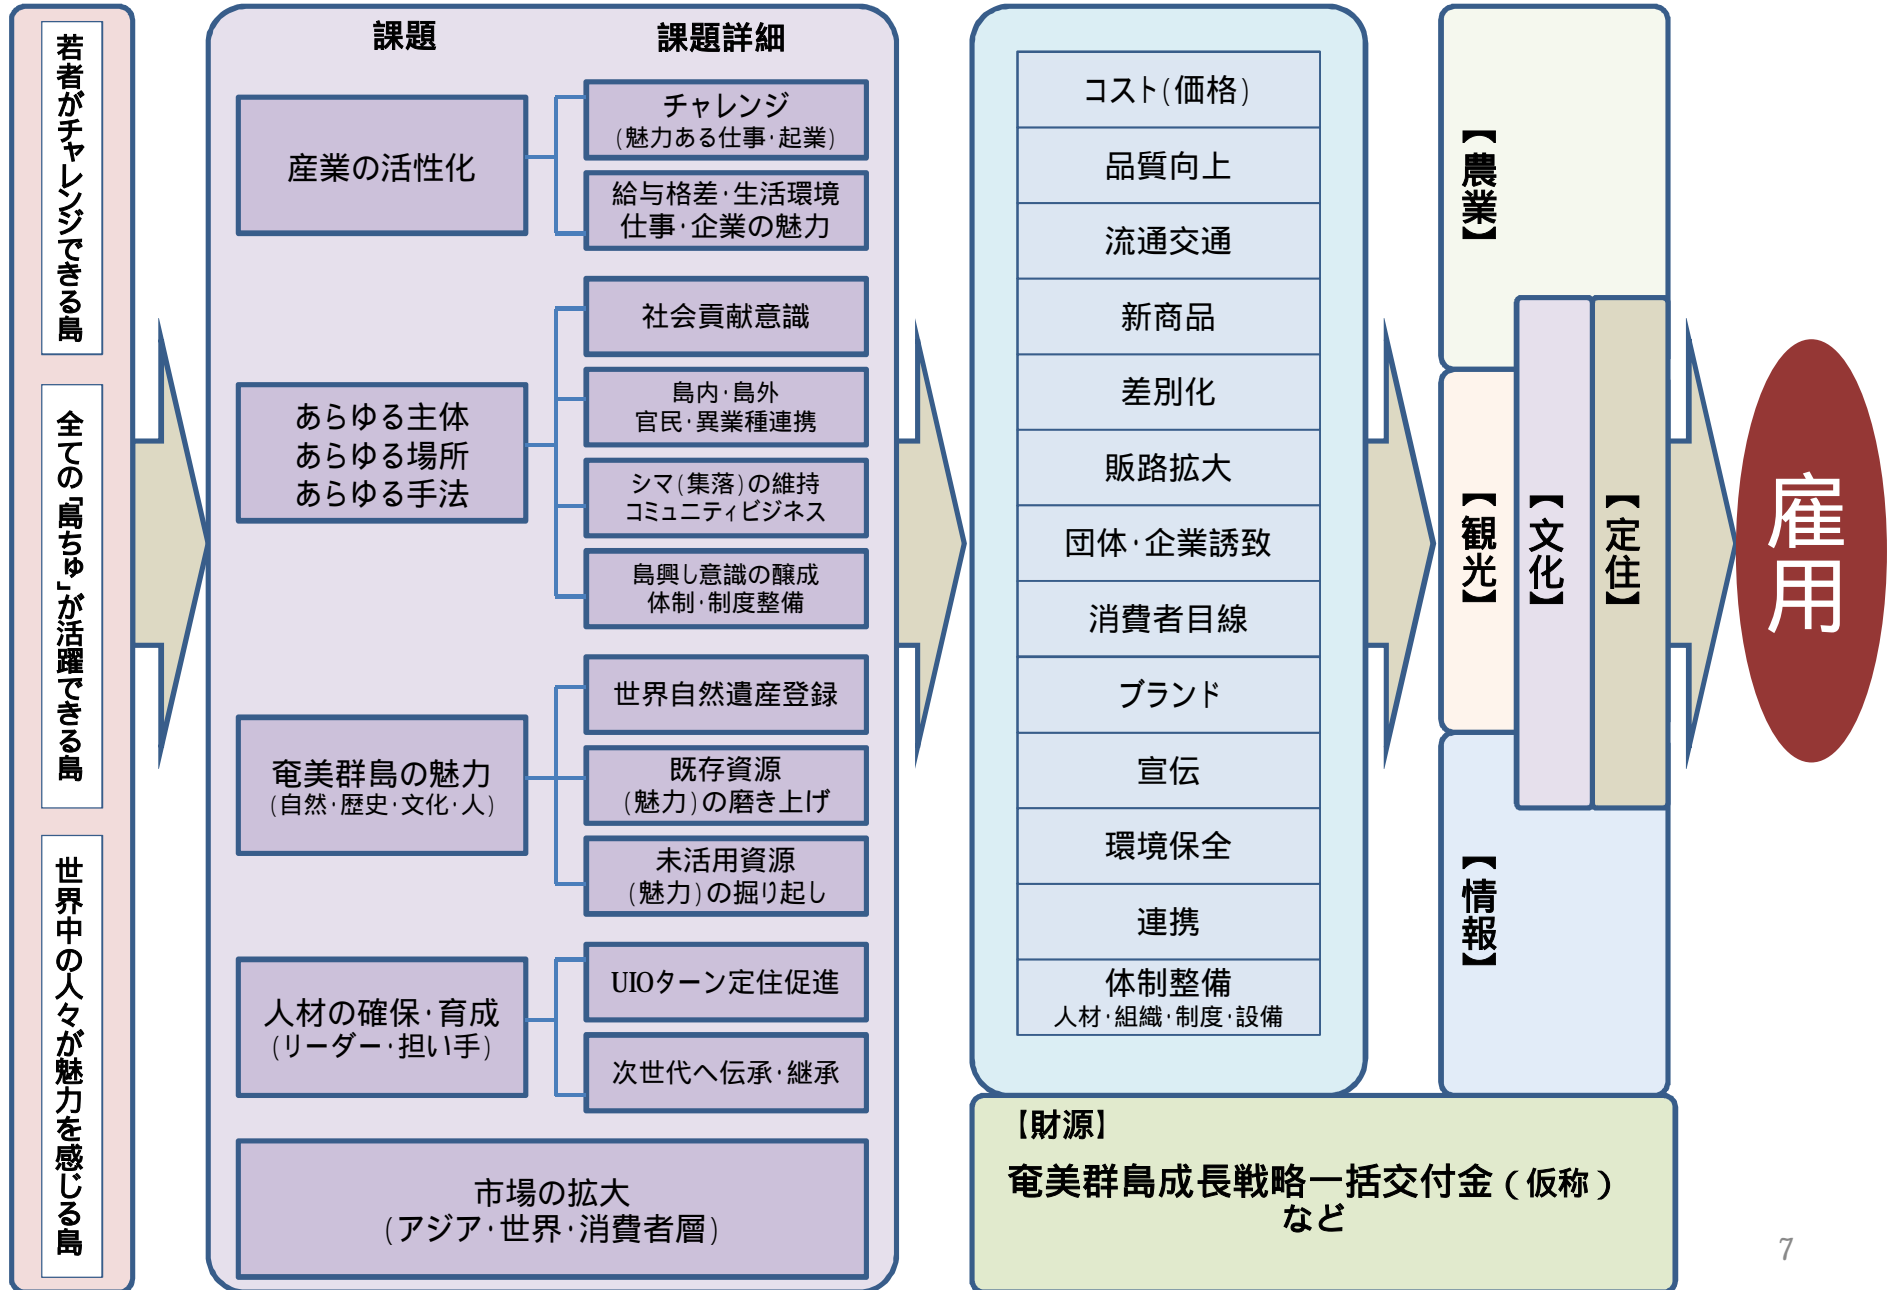 若者がチャレンジできる島
全ての「島ちゅ」が活躍できる島
世界中の人々が魅力を感じる島
課題
課題詳細
産業の活性化
チャレンジ
(魅力ある仕事･起業)
給与格差･生活環境
仕事･企業の魅力
あらゆる主体
あらゆる場所
あらゆる手法
社会貢献意識
島内･島外
官民･異業種連携
シマ(集落)の維持
コミュニティビジネス
島興し意識の醸成
体制･制度整備
奄美群島の魅力
(自然･歴史･文化･人)
世界自然遺産登録
既存資源
(魅力)の磨き上げ
未活用資源
(魅力)の掘り起し
人材の確保･育成
(リーダー･担い手)
UIOターン定住促進
次世代へ伝承･継承
市場の拡大
(アジア･世界･消費者層)
コスト(価格)
品質向上
流通交通
新商品
差別化
販路拡大
団体･企業誘致
消費者目線
ブランド
宣伝
環境保全
連携
体制整備
人材･組織･制度･設備
【農業】
【観光】
【情報】
【文化】
【定住】
雇用
【財源】
奄美群島成長戦略一括交付金（仮称）
など
7